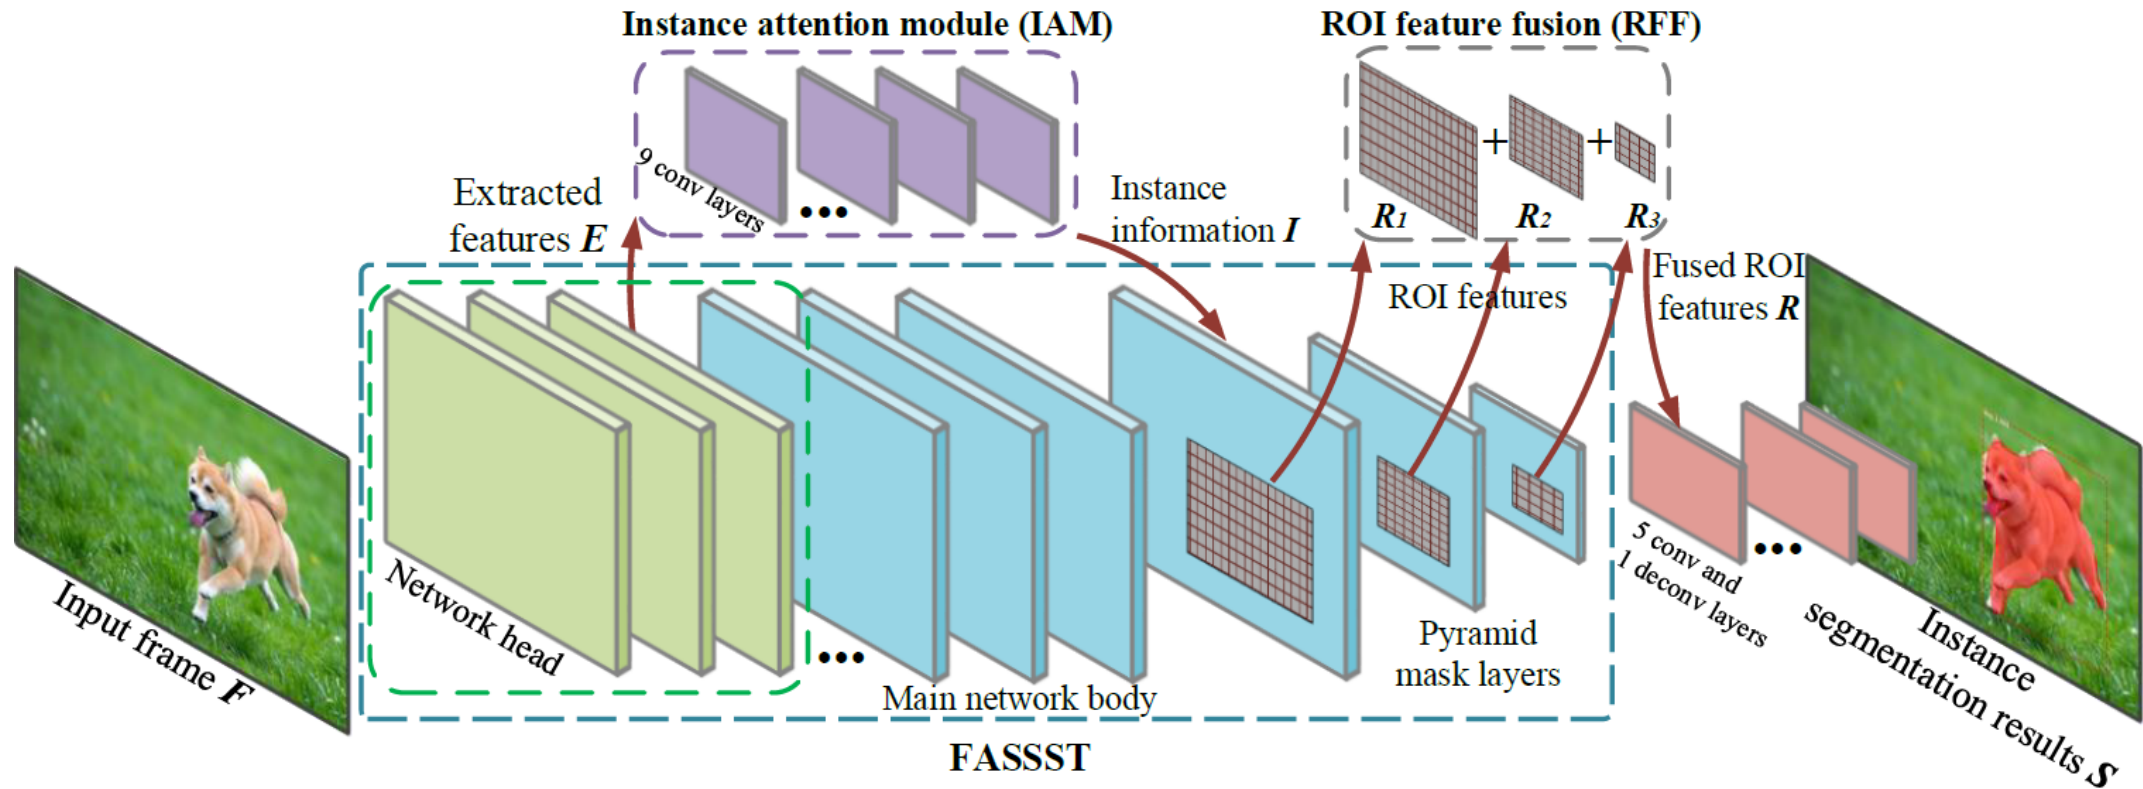 Instance attention module (IAM)
ROI feature fusion (RFF)
9 conv layers
+
+
R1
R2
R3
Extracted
features E
Instance
information I
ROI features
Fused ROI
features R
Input frame F
Network head
Main network body
Pyramid
mask layers
5 conv and
1 deconv layers
Instance
segmentation results S
FASSST